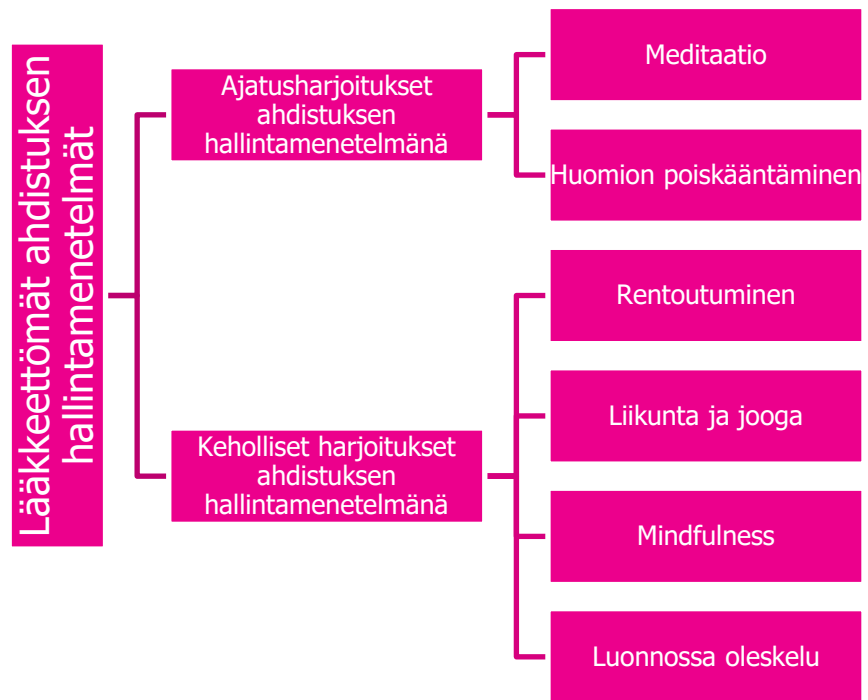 Lääkkeettömät ahdistuksen
hallintamenetelmät
Ajatusharjoitukset
ahdistuksen
hallintamenetelmänä
Meditaatio
Huomion poiskääntäminen
Keholliset harjoitukset
ahdistuksen
hallintamenetelmänä
Rentoutuminen
Liikunta ja jooga
Mindfulness
Luonnossa oleskelu